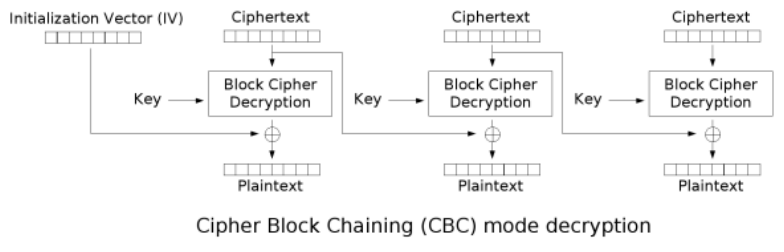 Initialization Vector (IV)
Ciphertext
Ciphertext
Ciphertext
Key
Block Cipher
Decryption
Key
Block Cipher
Decryption
Key
Block Cipher
Decryption
Plaintext
Plaintext
Plaintext
Cipher Block Chaining (CBC) mode decryption